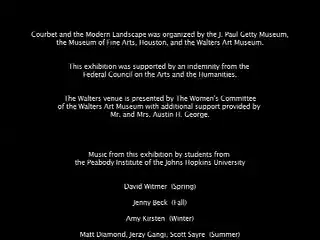 Courbet and the Modern Landscape was organized by the J. Paul Getty Museum,
the Museum of Fine Arts, Houston, and the Walters Art Museum.
This exhibition was supported by an indemnity from the
Federal Council on the Arts and the Humanities.
The Walters venue is presented by The Women's Committee
of the Walters Art Museum with additional support provided by
Mr. and Mrs. Austin H. George.
Music from this exhibition by students from
the Peabody Institute of the Johns Hopkins University
David Witmer (Spring)
Jenny Beck (Fall)
Amy Kirsten (Winter)
Matt Diamond, Jerzy Gangi, Scott Sayre (Summer)